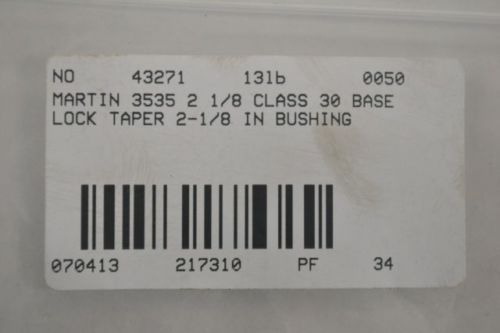 NO 43271 13lb 0050
MARTIN 3535 2 1/8 CLASS 30 BASE
LOCK TAPER 2-1/8 IN BUSHING
070413 217310 PF 34